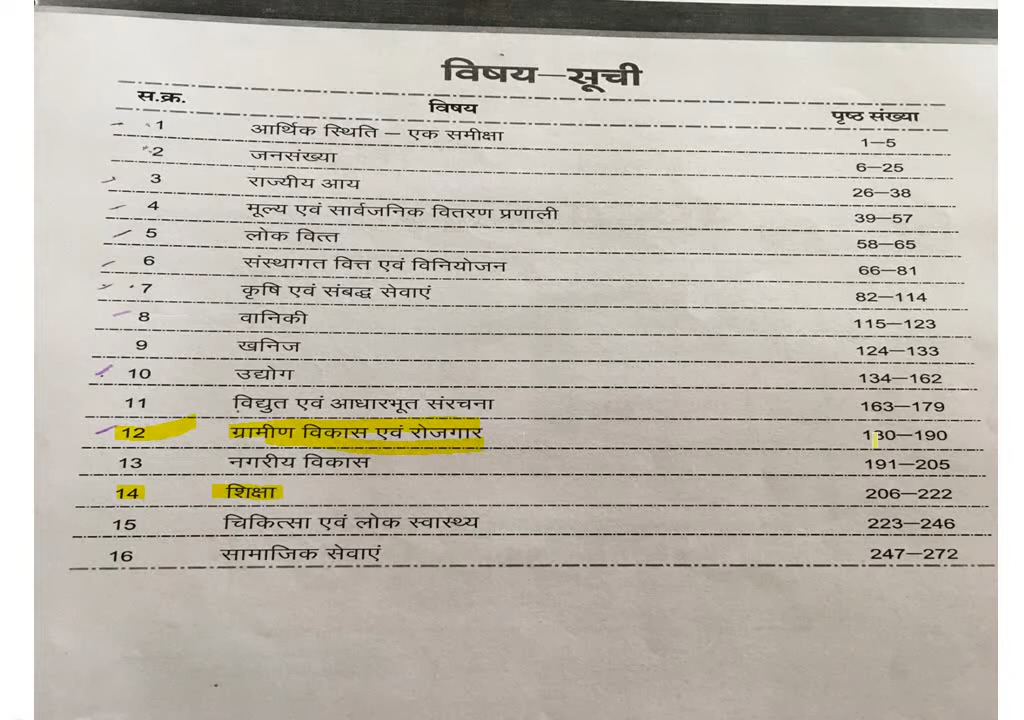 विषय–सूची
स.क्र. विषय पृष्ठ संख्या
1 आर्थिक स्थिति – एक समीक्षा 1–5
2 जनसंख्या 6–25
3 राज्यीय आय 26–38
4 मूल्य एवं सार्वजनिक वितरण प्रणाली 39–57
5 लोक वित्त 58–65
6 संस्थागत वित्त एवं विनियोजन 66–81
7 कृषि एवं संबद्ध सेवाएं 82–114
8 वानिकी 115–123
9 खनिज 124–133
10 उद्योग 134–162
11 विद्युत एवं आधारभूत संरचना 163–179
12 ग्रामीण विकास एवं रोजगार 180–190
13 नगरीय विकास 191–205
14 शिक्षा 206–222
15 चिकित्सा एवं लोक स्वास्थ्य 223–246
16 सामाजिक सेवाएं 247–272